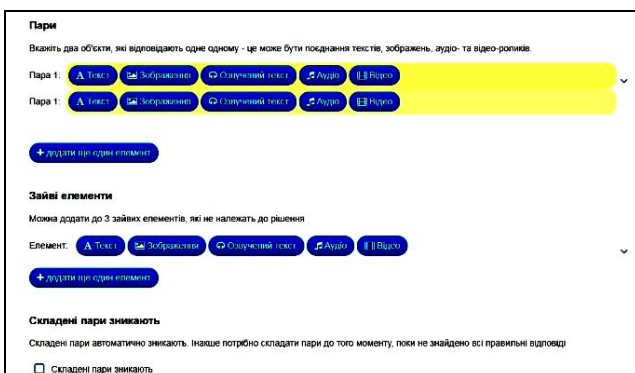 Пари
Вкажіть два об'єкти, які відповідають одне одному - це може бути поєднання текстів, зображень, аудіо- та відео-роликів.
Пара 1: Текст Зображення Озвучений текст Аудіо Відео
Пара 1: Текст Зображення Озвучений текст Аудіо Відео
+ додати ще один елемент
Зайві елементи
Можна додати до 3 зайвих елементів, які не належать до рішення
Елемент: Текст Зображення Озвучений текст Аудіо Відео
+ додати ще один елемент
Складені пари зникають
Складені пари автоматично зникають. Інакше потрібно складати пари до того моменту, поки не знайдено всі правильні відповіді
Складені пари зникають